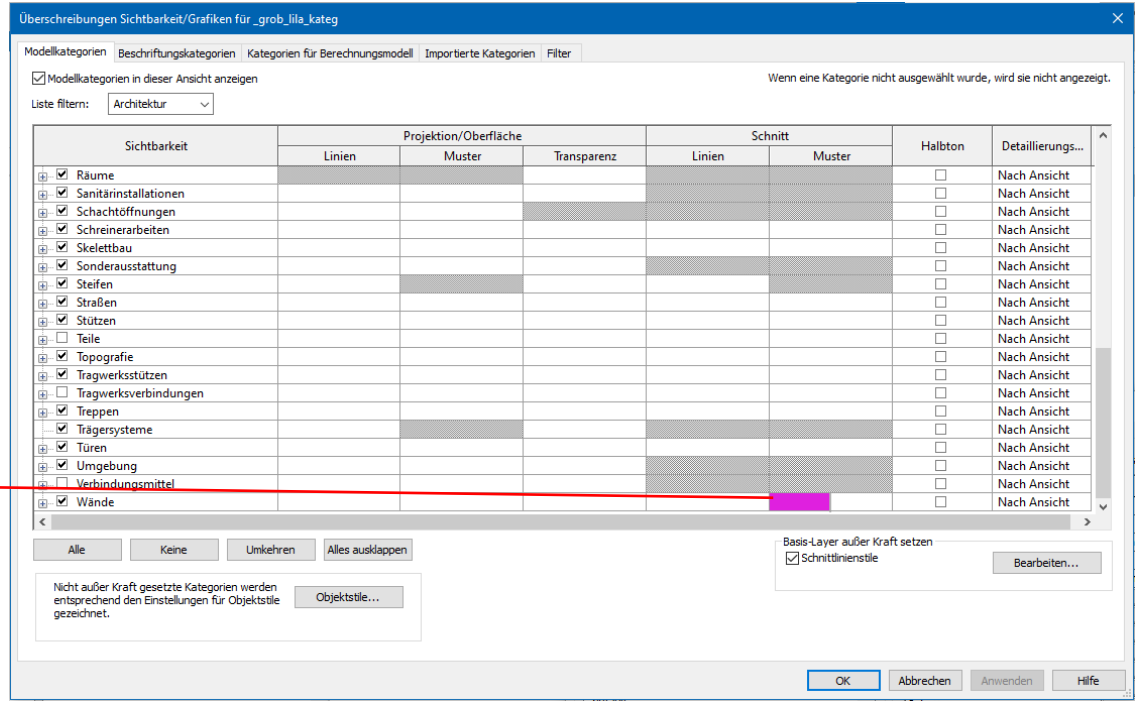 Überschreibungen Sichtbarkeit/Grafiken für _grob_lila_kateg
Modellkategorien Beschriftungskategorien Kategorien für Berechnungsmodell Importierte Kategorien Filter
Modellkategorien in dieser Ansicht anzeigen
Wenn eine Kategorie nicht ausgewählt wurde, wird sie nicht angezeigt.
Liste filtern: Architektur
Sichtbarkeit Projektion/Oberfläche Schnitt Halbton Detaillierungs...
Linien Muster Transparenz Linien Muster
Räume Nach Ansicht
Sanitärinstallationen Nach Ansicht
Schachtöffnungen Nach Ansicht
Schreinerarbeiten Nach Ansicht
Skelettbau Nach Ansicht
Sonderausstattung Nach Ansicht
Steifen Nach Ansicht
Straßen Nach Ansicht
Stützen Nach Ansicht
Teile Nach Ansicht
Topografie Nach Ansicht
Tragwerksstützen Nach Ansicht
Tragwerksverbindungen Nach Ansicht
Treppen Nach Ansicht
Trägersysteme Nach Ansicht
Türen Nach Ansicht
Umgebung Nach Ansicht
Verbindungsmittel Nach Ansicht
Wände Nach Ansicht
Alle Keine Umkehren Alles ausklappen
Basis-Layer außer Kraft setzen
Schnittlinienstile Bearbeiten...
Nicht außer Kraft gesetzte Kategorien werden
entsprechend den Einstellungen für Objektstile
gezeichnet.
Objektstile...
OK Abbrechen Anwenden Hilfe